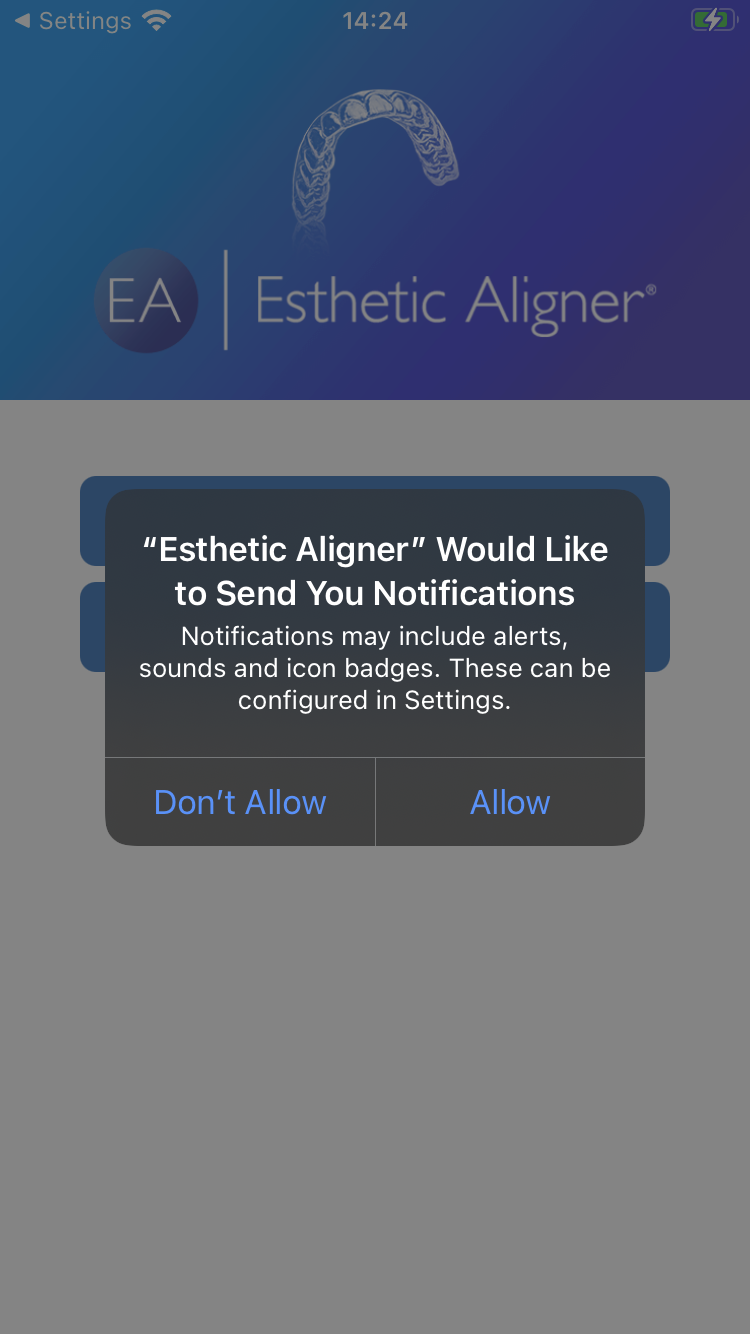 Settings
14:24
EA
Esthetic Aligner®
“Esthetic Aligner” Would Like
to Send You Notifications
Notifications may include alerts,
sounds and icon badges. These can be
configured in Settings.
Don’t Allow
Allow